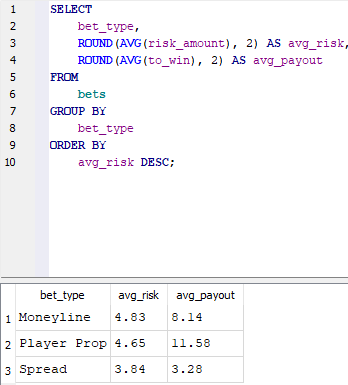 1 SELECT
2 bet_type,
3 ROUND(AVG(risk_amount), 2) AS avg_risk,
4 ROUND(AVG(to_win), 2) AS avg_payout
5 FROM
6 bets
7 GROUP BY
8 bet_type
9 ORDER BY
10 avg_risk DESC;
bet_type avg_risk avg_payout
1 Moneyline 4.83 8.14
2 Player Prop 4.65 11.58
3 Spread 3.84 3.28